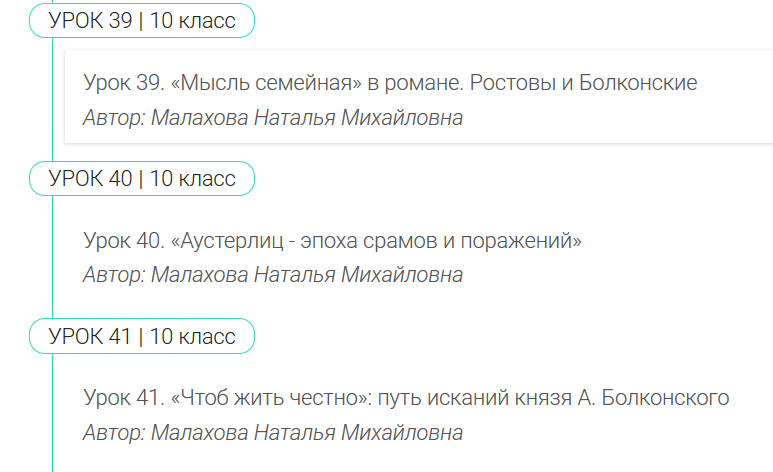 УРОК 39 | 10 класс
Урок 39. «Мысль семейная» в романе. Ростовы и Болконские
Автор: Малахова Наталья Михайловна
УРОК 40 | 10 класс
Урок 40. «Аустерлиц - эпоха срамов и поражений»
Автор: Малахова Наталья Михайловна
УРОК 41 | 10 класс
Урок 41. «Чтоб жить честно»: путь исканий князя А. Болконского
Автор: Малахова Наталья Михайловна